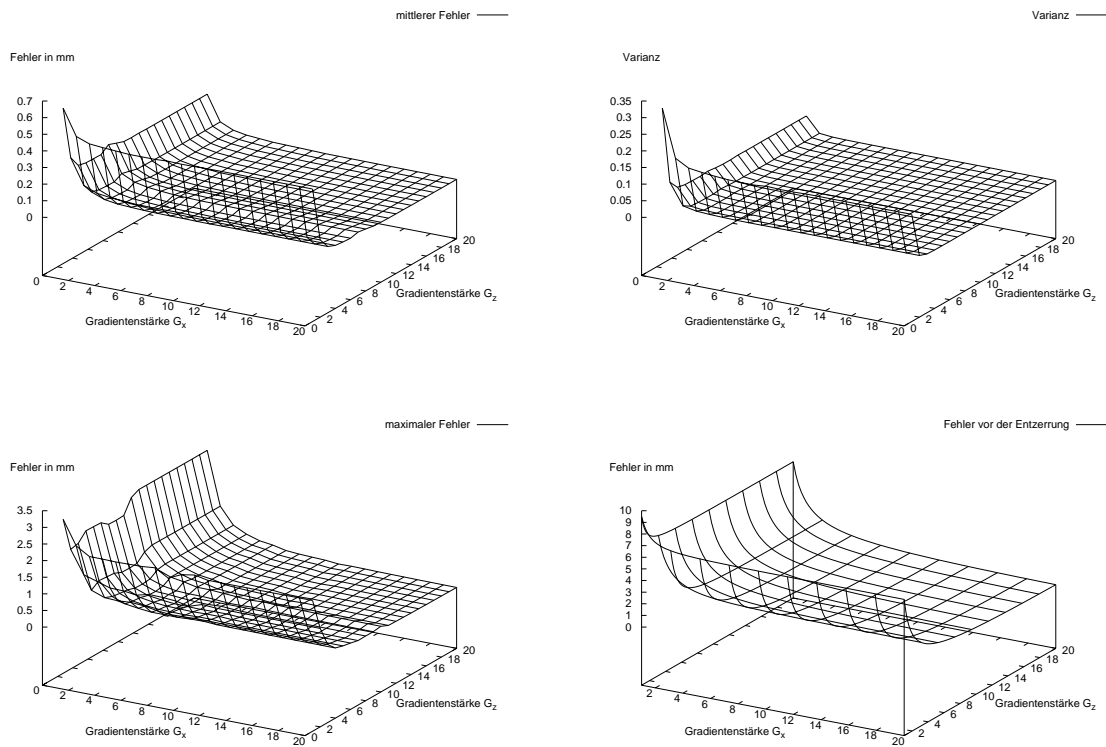 mittlerer Fehler
Fehler in mm
0.7
0.6
0.5
0.4
0.3
0.2
0.1
0
0 2 4 6 8 10 12 14 16 18 20
Gradientenstärke Gx
0 2 4 6 8 10 12 14 16 18 20
Gradientenstärke Gz
Varianz
Varianz
0.35
0.3
0.25
0.2
0.15
0.1
0.05
0
0 2 4 6 8 10 12 14 16 18 20
Gradientenstärke Gx
0 2 4 6 8 10 12 14 16 18 20
Gradientenstärke Gz
maximaler Fehler
Fehler in mm
3.5
3
2.5
2
1.5
1
0.5
0
0 2 4 6 8 10 12 14 16 18 20
Gradientenstärke Gx
0 2 4 6 8 10 12 14 16 18 20
Gradientenstärke Gz
Fehler vor der Entzerrung
Fehler in mm
10
9
8
7
6
5
4
3
2
1
0
2 4 6 8 10 12 14 16 18 20
Gradientenstärke Gx
2 4 6 8 10 12 14 16 18 20
Gradientenstärke Gz